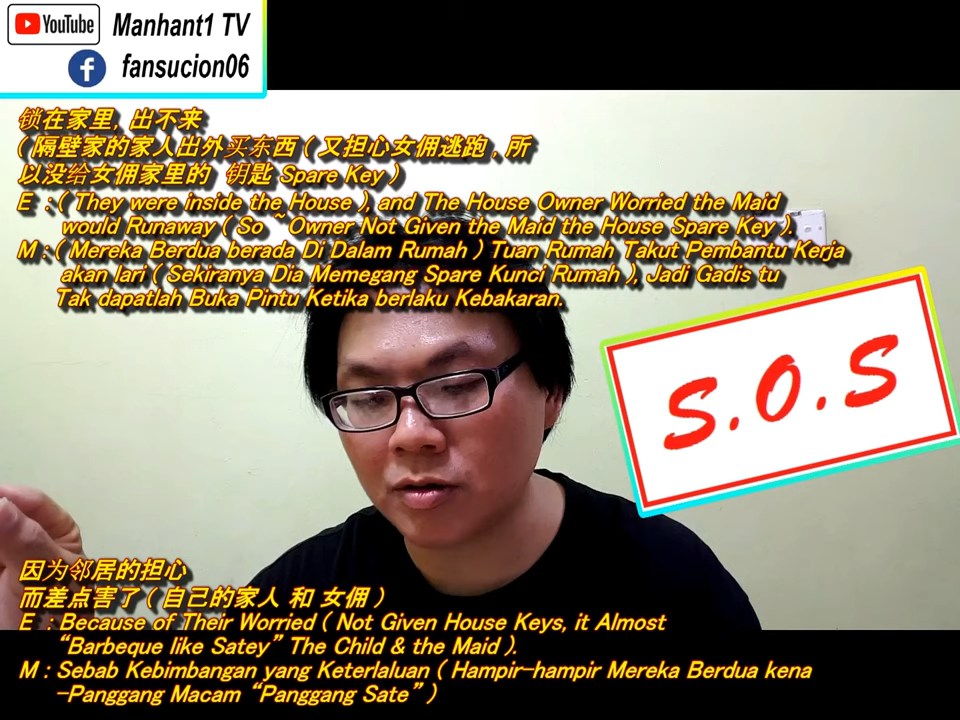 YouTube Manhant1 TV
fansucion06
锁在家里, 出不来
( 隔壁家的家人出外买东西 ( 又担心女佣逃跑 , 所
以没给女佣家里的 钥匙 Spare Key )
E : ( They were inside the House ), and The House Owner Worried the Maid
would Runaway ( So ~ Owner Not Given the Maid the House Spare Key ).
M : ( Mereka Berdua berada Di Dalam Rumah ) Tuan Rumah Takut Pembantu Kerja
akan lari ( Sekiranya Dia Memegang Spare Kunci Rumah ), Jadi Gadis tu
Tak dapatlah Buka Pintu Ketika berlaku Kebakaran.
S.O.S
因为邻居的担心
而差点害了 ( 自己的家人 和 女佣 )
E : Because of Their Worried ( Not Given House Keys, it Almost
“Barbeque like Satey” The Child & the Maid ).
M : Sebab Kebimbangan yang Keterlaluan ( Hampir-hampir Mereka Berdua kena
-Panggang Macam “Panggang Sate” )